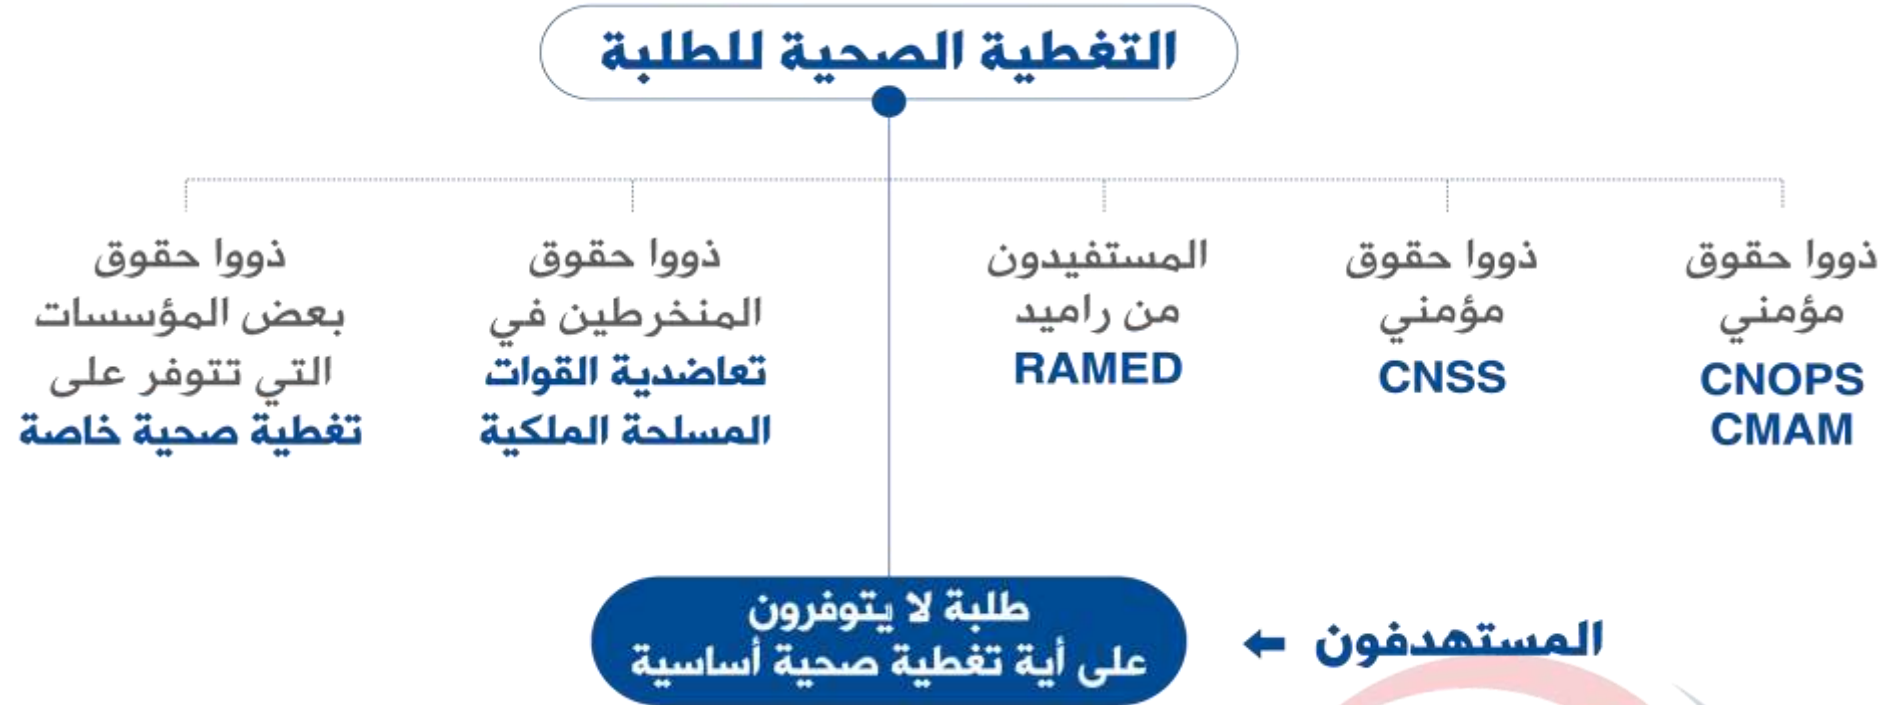 التغطية الصحية للطلبة
ذووا حقوق
مؤمني
CNOPS
CMAM
ذووا حقوق
مؤمني
CNSS
المستفيدون
من راميد
RAMED
ذووا حقوق
المنخرطين في
تعاضدية القوات
المسلحة الملكية
ذووا حقوق
بعض المؤسسات
التي تتوفر على
تغطية صحية خاصة
المستهدفون
طلبة لا يتوفرون
على أية تغطية صحية أساسية